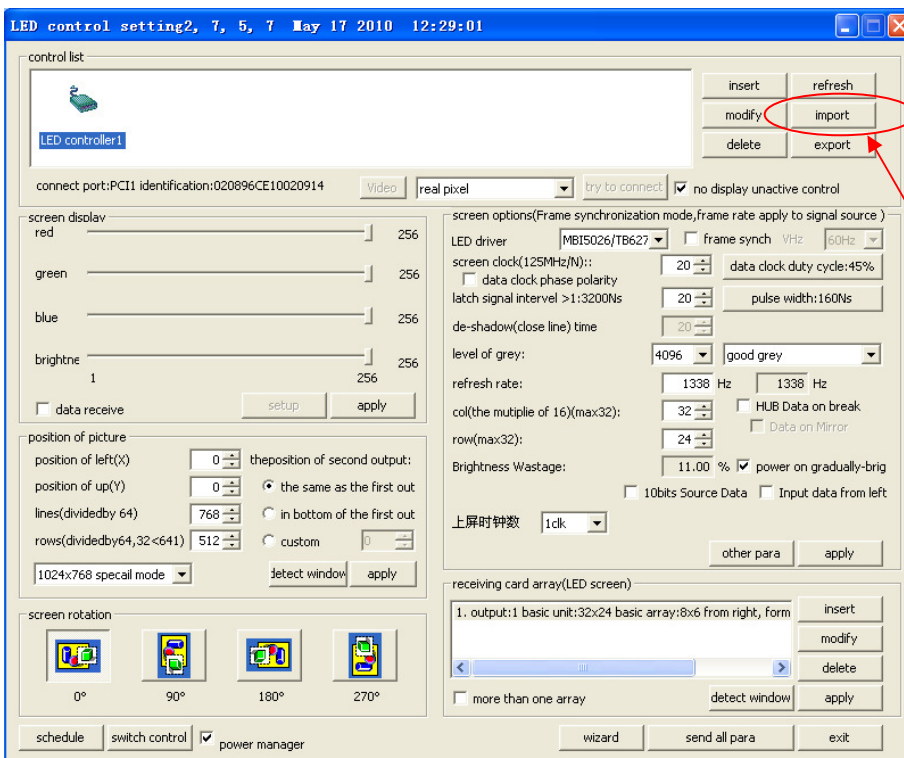 LED control setting2, 7, 5, 7 May 17 2010 12:29:01
control list
LED controller1
insert refresh
modify import
delete export
connect port:PCI1 identification:020896CE10020914 Video real pixel try to connect no display unactive control
screen display
red 256
green 256
blue 256
brightne 256
1 256
data receive setup apply
position of picture
position of left(X) 0 theposition of second output:
position of up(Y) 0 the same as the first out
lines(dividedby 64) 768 in bottom of the first out
rows(dividedby64,32<641) 512 custom 0
1024x768 specail mode detect window apply
screen rotation
0° 90° 180° 270°
screen options(Frame synchronization mode,frame rate apply to signal source )
LED driver MBI5026/TB627 frame synch VHz 60Hz
screen clock(125MHz/N):: 20 data clock duty cycle:45%
data clock phase polarity
latch signal intervel >1:3200Ns 20 pulse width:160Ns
de-shadow(close line) time 20
level of grey: 4096 good grey
refresh rate: 1338 Hz 1338 Hz
col(the mutiplie of 16)(max32): 32 HUB Data on break
Data on Mirror
row(max32): 24
Brightness Wastage: 11.00 % power on gradually-brig
10bits Source Data Input data from left
上屏时钟数 1clk
other para apply
receiving card array(LED screen)
1. output:1 basic unit:32x24 basic array:8x6 from right, form
insert
modify
delete
more than one array detect window apply
schedule switch control power manager wizard send all para exit